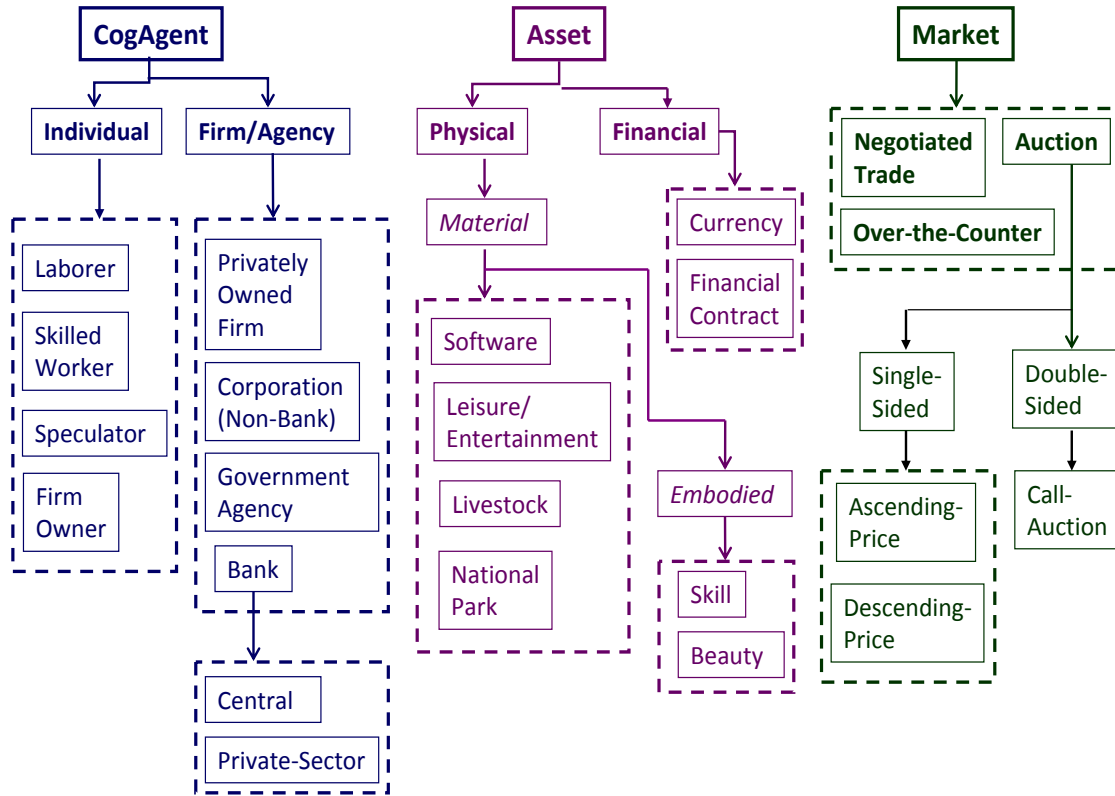 CogAgent
Individual
Firm/Agency
Laborer
Skilled
Worker
Speculator
Firm
Owner
Privately
Owned
Firm
Corporation
(Non-Bank)
Government
Agency
Bank
Central
Private-Sector
Asset
Physical
Financial
Material
Currency
Financial
Contract
Software
Leisure/
Entertainment
Livestock
National
Park
Embodied
Skill
Beauty
Market
Negotiated
Trade
Auction
Over-the-Counter
Single-
Sided
Double-
Sided
Ascending-
Price
Descending-
Price
Call-
Auction